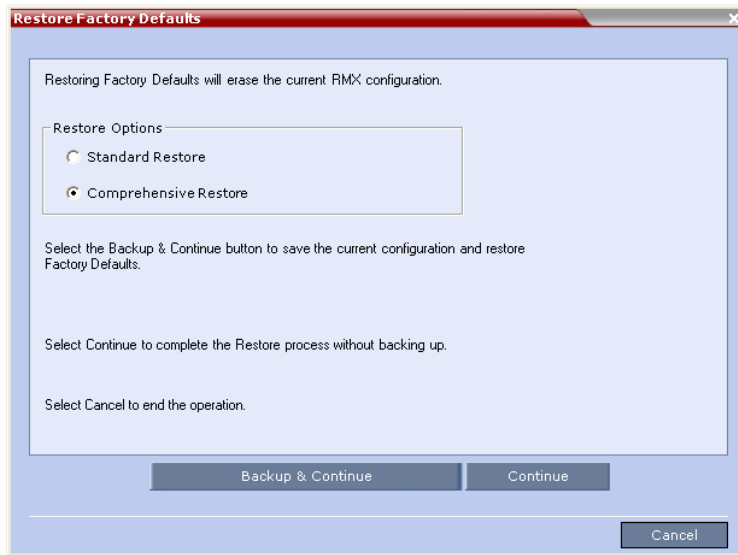 Restore Factory Defaults
Restoring Factory Defaults will erase the current RMX configuration.
Restore Options
Standard Restore
Comprehensive Restore
Select the Backup & Continue button to save the current configuration and restore
Factory Defaults.
Select Continue to complete the Restore process without backing up.
Select Cancel to end the operation.
Backup & Continue
Continue
Cancel